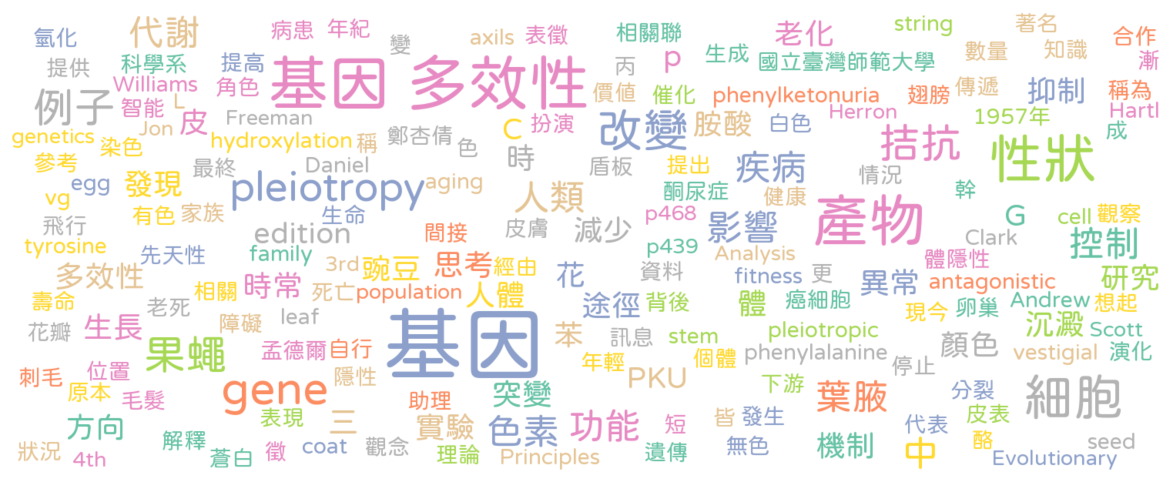 氫化 代謝 病患 年紀 變 axils 表徵 相關聯 老化 string 著名 合作
提供 科學系 提高 基因 多效性 p 生成 國立臺灣師範大學 數量 知識 漸
例子 Williams 智能 L 角色 丙 價值 催化 phenylketonuria 翅膀 傳遞 抑制 稱為
genetics 染色 Jon 皮 Freeman hydroxylation 稱 鄭杏倩 色 C 扮演 改變 胺酸 白色 Herron 1957年 Hartl 成
參考 最終 Daniel 時 盾板 提出 疾病 拮抗 性狀
vg egg 發現 pleiotropy aging 人類 酮尿症 健康 情況 幹
飛行 有色 家族 生命 皮膚 減少 p468 影響 產物 G cell 觀察
tyrosine 先天性 edition family 間接 p439 Analysis Clark 控制
多效性 3rd 豌豆 思考 經由 花 資料 fitness 更 異常 體隱性 antagonistic 研究
壽命 老死 相關 時常 死亡 population 人體 途徑 背後 體 癌細胞 現今 卵巢 Andrew 想起
花瓣 生長 障礙 leaf 基因 苯 訊息 stem pleiotropic 顏色 沉澱 Scott
刺毛 位置 果蠅 孟德爾 自行 年輕 個體 phenylalanine 停止 vestigial 演化
原本 毛髮 gene 隱性 助理 突變 PKU 下游 葉腋 分裂 細胞
方向 表現 三 實驗 色素 功能 短 皆 發生 代表 皮表
狀況 4th 解釋 蒼白 徵 coat 觀念 理論 Principles 遺傳 無色 機制 中 酪 Evolutionary seed